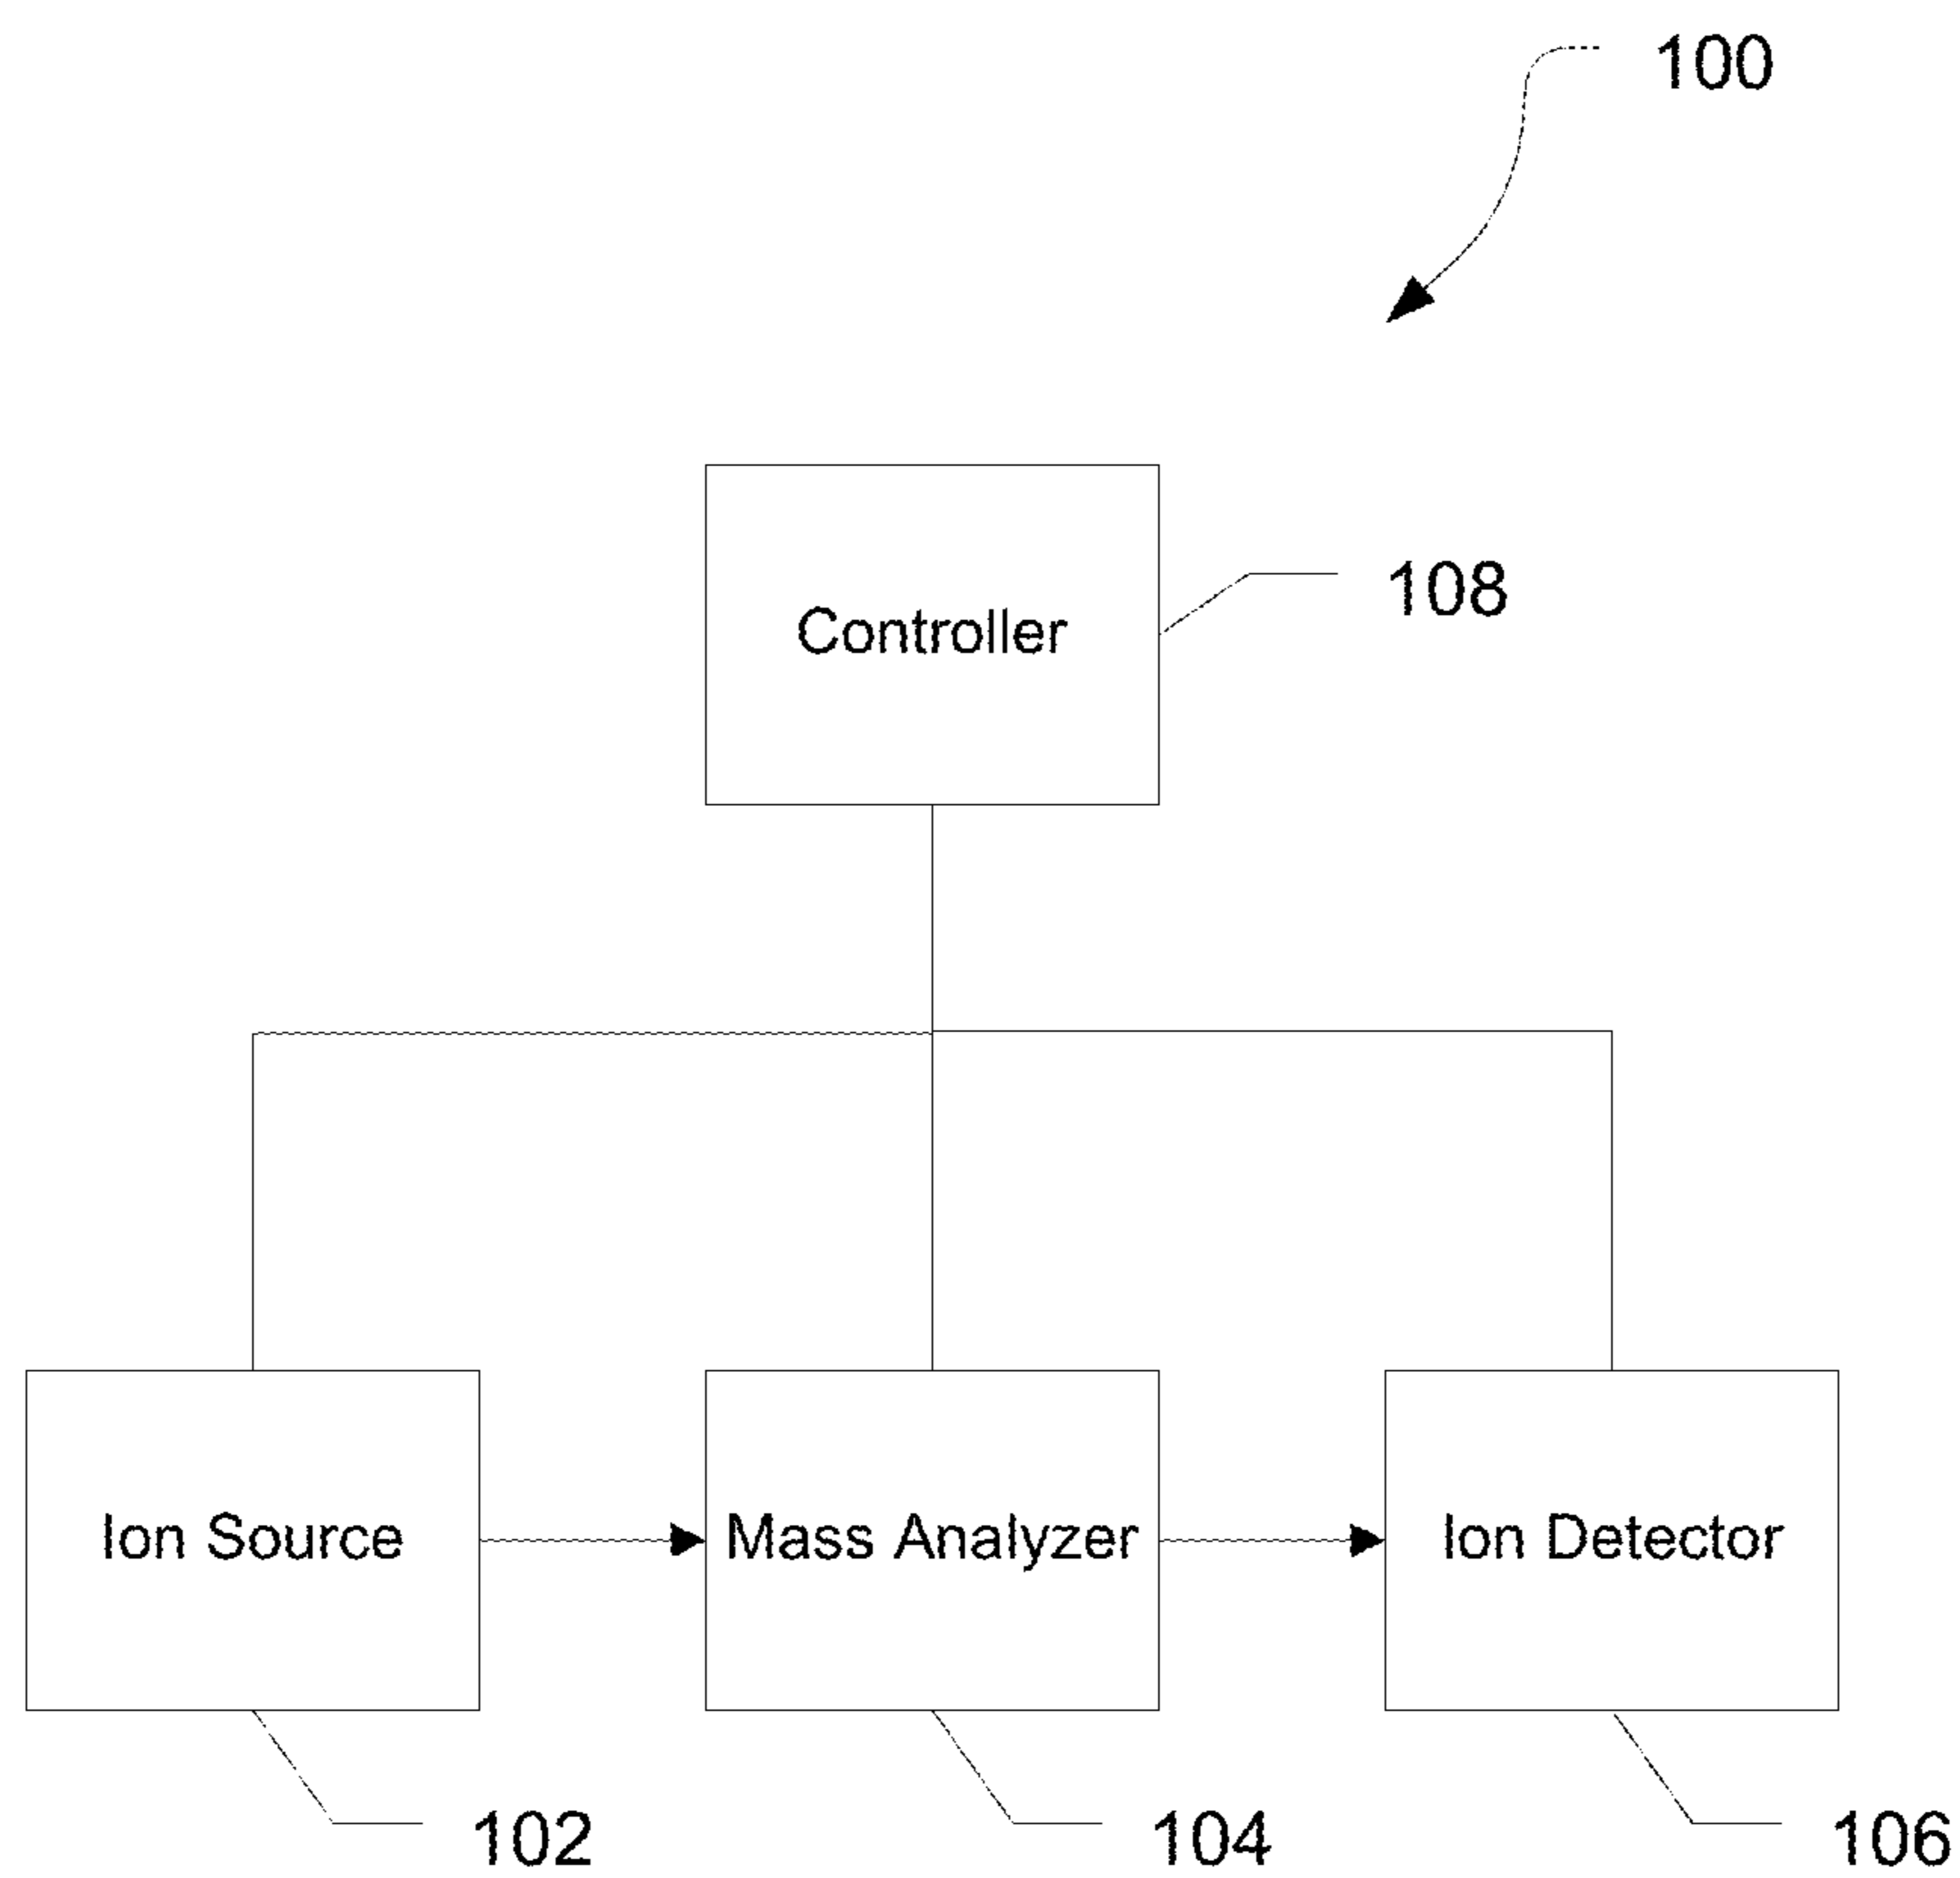 100
108
Controller
Ion Source
Mass Analyzer
Ion Detector
102
104
106